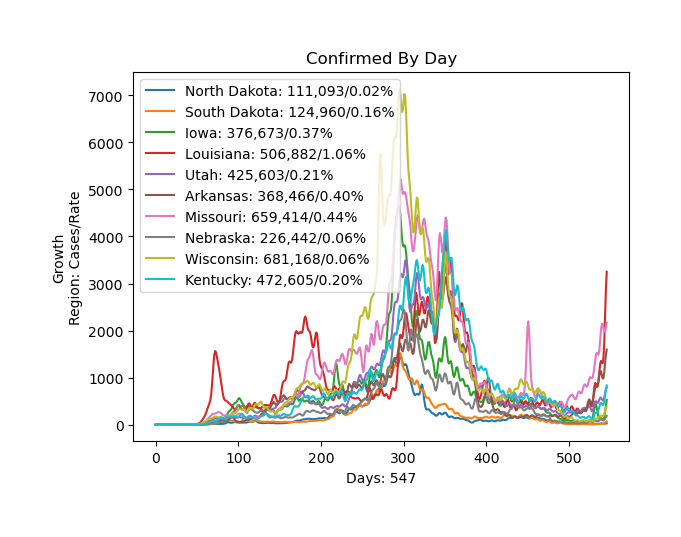 Confirmed By Day
Growth
Region: Cases/Rate
7000
6000
5000
4000
3000
2000
1000
0
North Dakota: 111,093/0.02%
South Dakota: 124,960/0.16%
Iowa: 376,673/0.37%
Louisiana: 506,882/1.06%
Utah: 425,603/0.21%
Arkansas: 368,466/0.40%
Missouri: 659,414/0.44%
Nebraska: 226,442/0.06%
Wisconsin: 681,168/0.06%
Kentucky: 472,605/0.20%
0 100 200 300 400 500
Days: 547